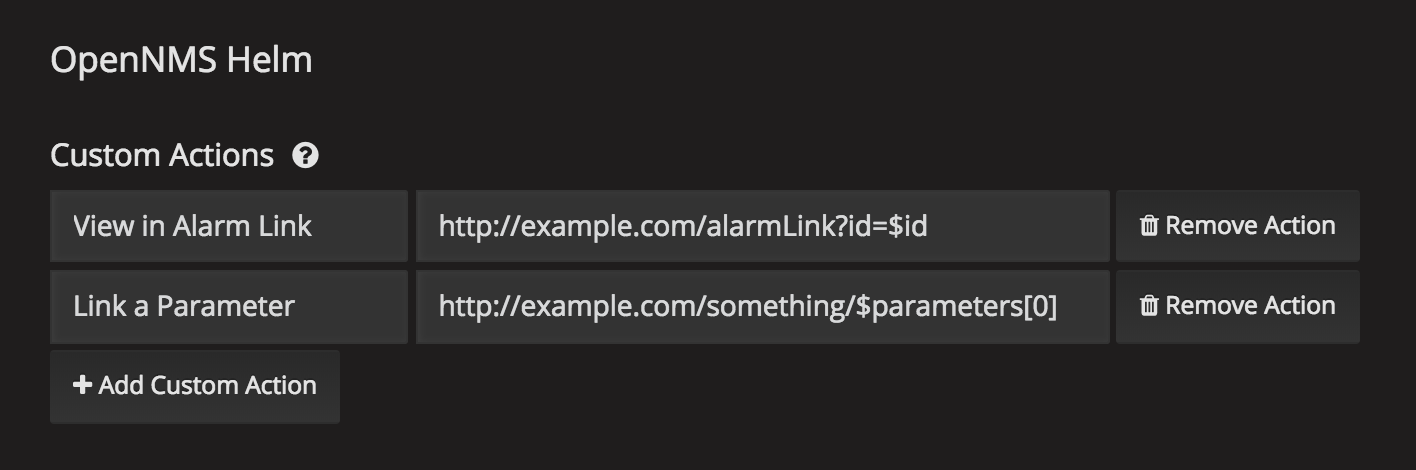 OpenNMS Helm
Custom Actions
View in Alarm Link http://example.com/alarmLink?id=$id Remove Action
Link a Parameter http://example.com/something/$parameters[0] Remove Action
Add Custom Action